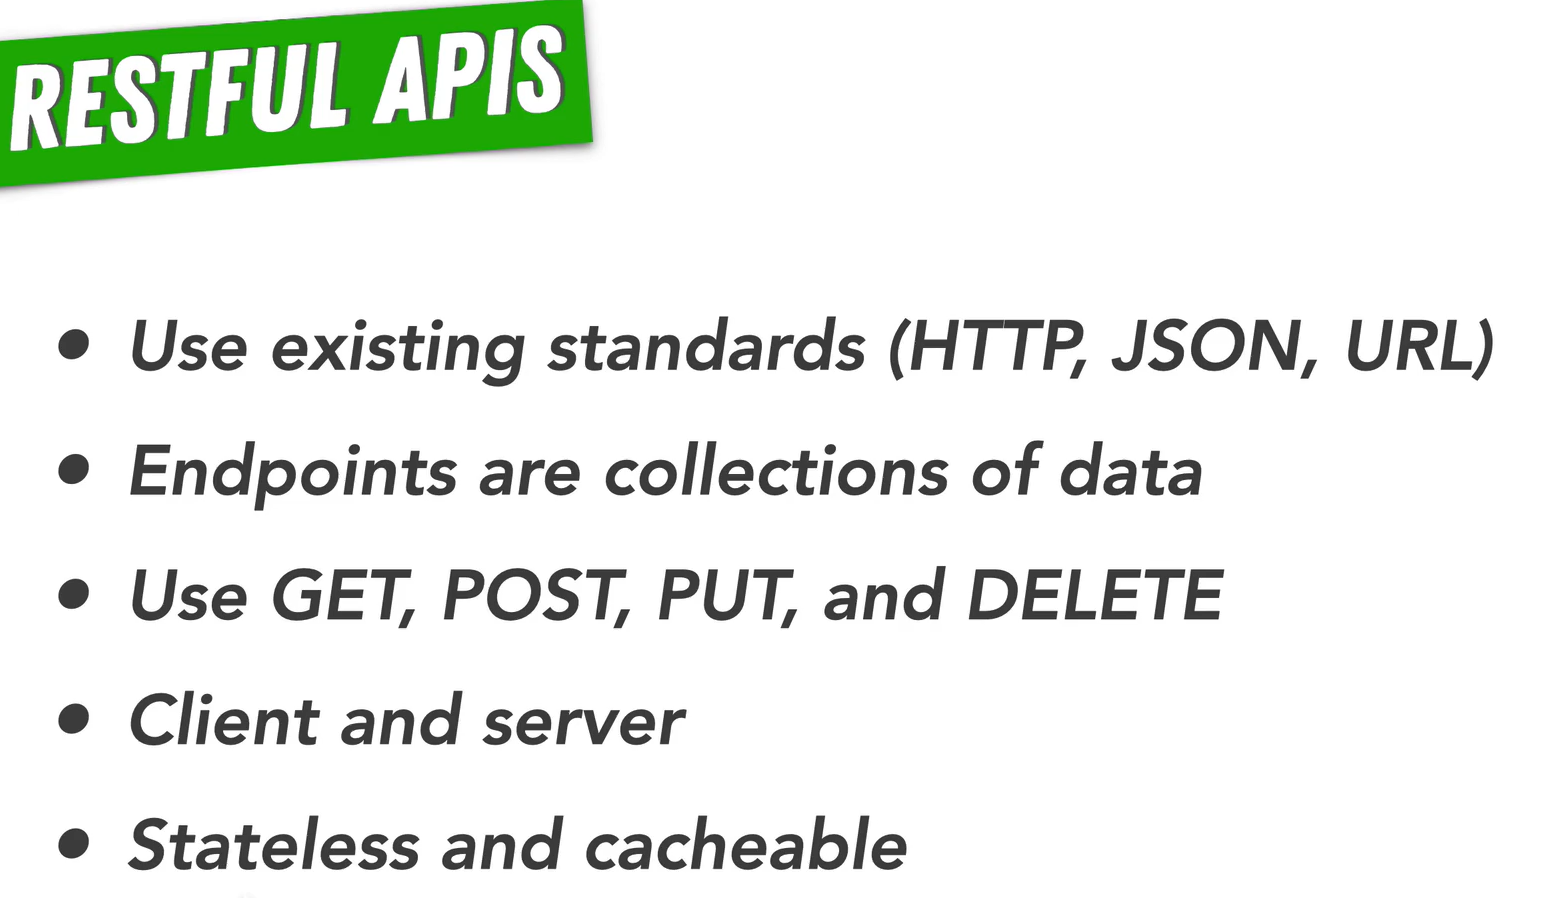 RESTFUL APIS
• Use existing standards (HTTP, JSON, URL)
• Endpoints are collections of data
• Use GET, POST, PUT, and DELETE
• Client and server
• Stateless and cacheable